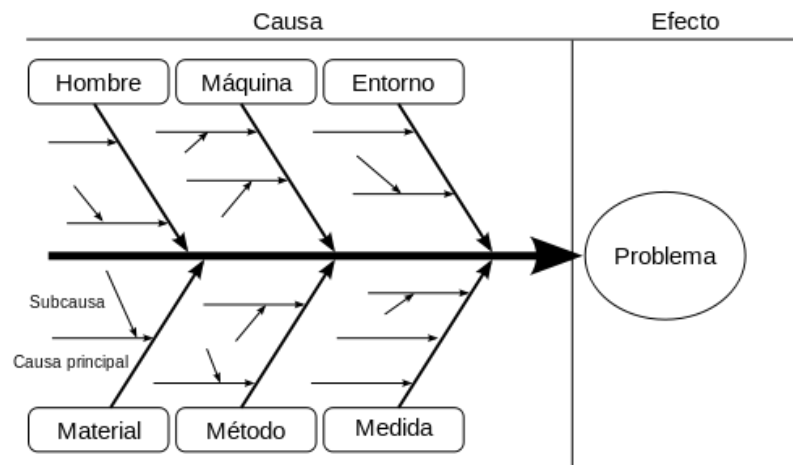 Causa
Efecto
Hombre
Máquina
Entorno
Problema
Subcausa
Causa principal
Material
Método
Medida